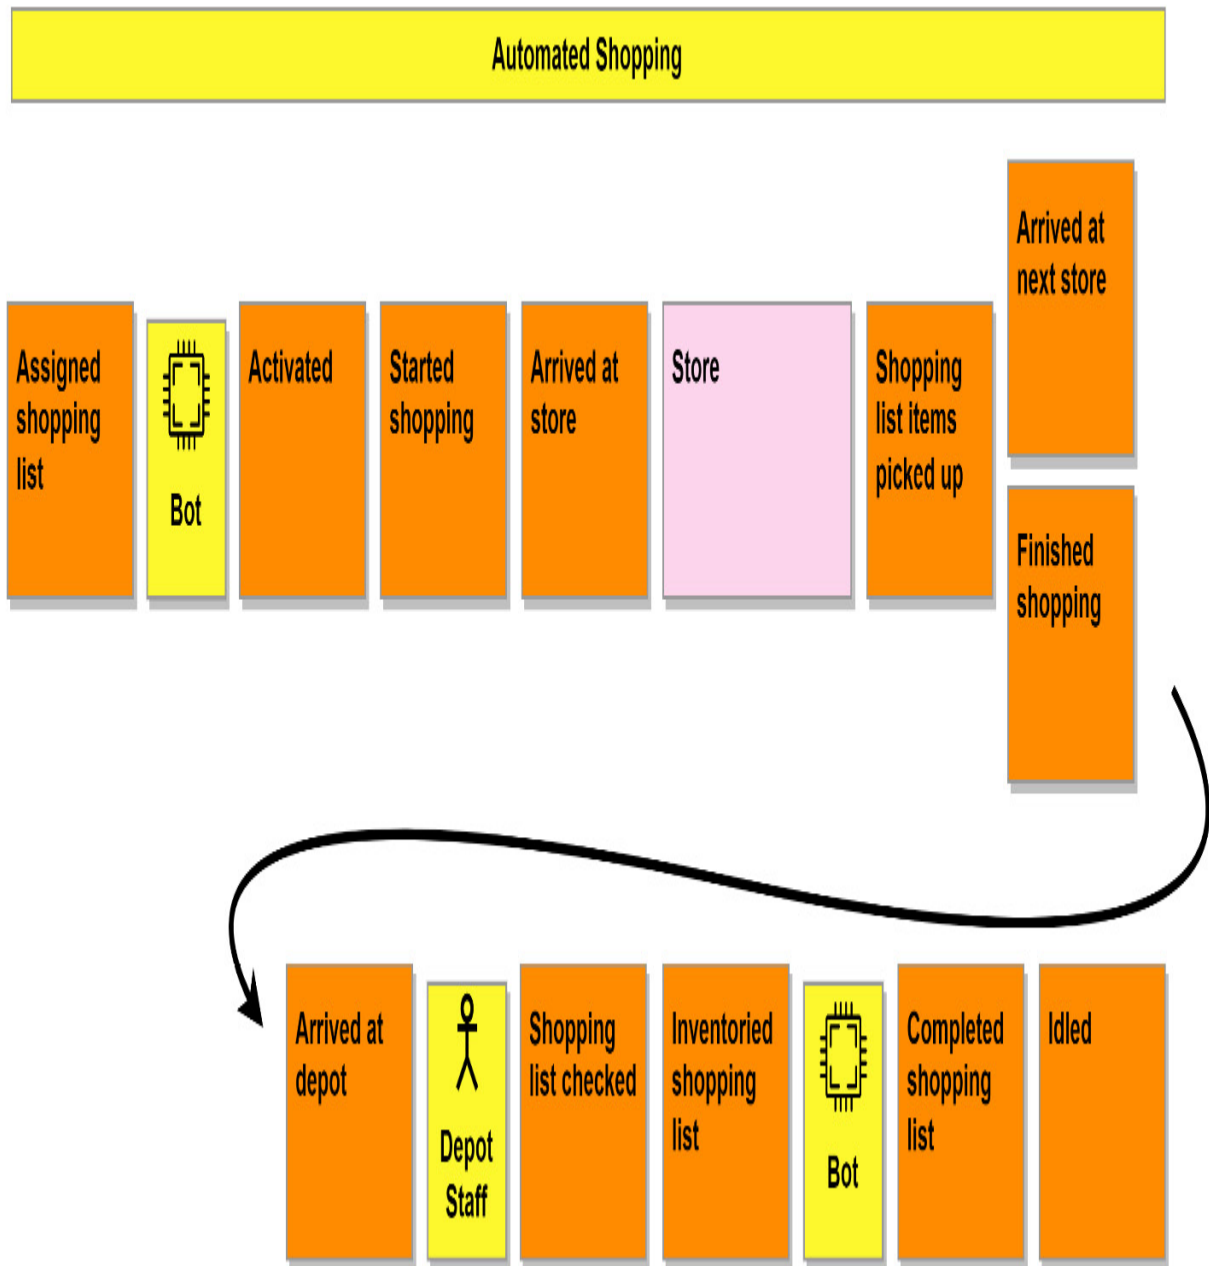 Automated Shopping
Assigned
shopping
list
Bot
Activated
Started
shopping
Arrived at
store
Store
Shopping
list items
picked up
Arrived at
next store
Finished
shopping
Arrived at
depot
Depot
Staff
Shopping
list checked
Inventoried
shopping
list
Bot
Completed
shopping
list
Idled